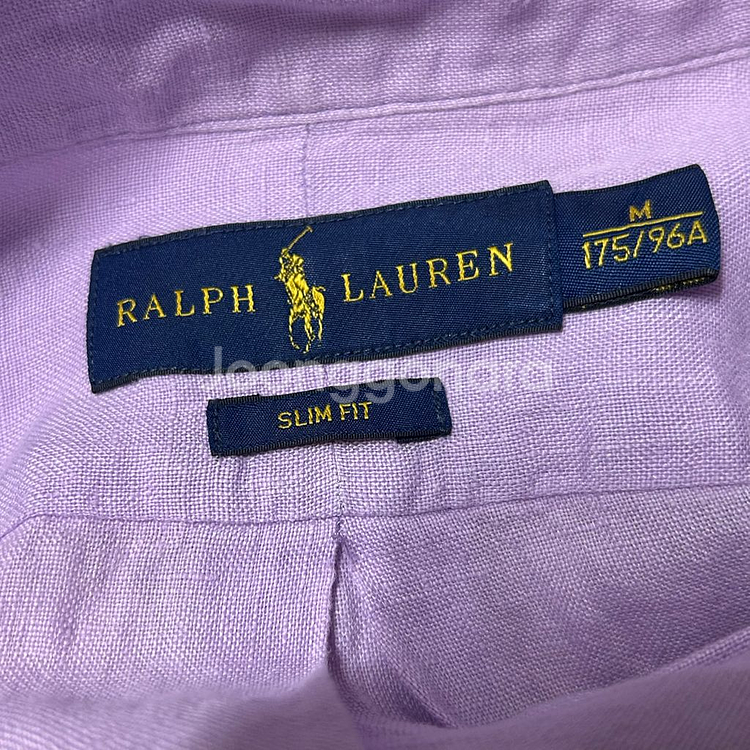 RALPH LAUREN
M
175/96A
SLIM FIT